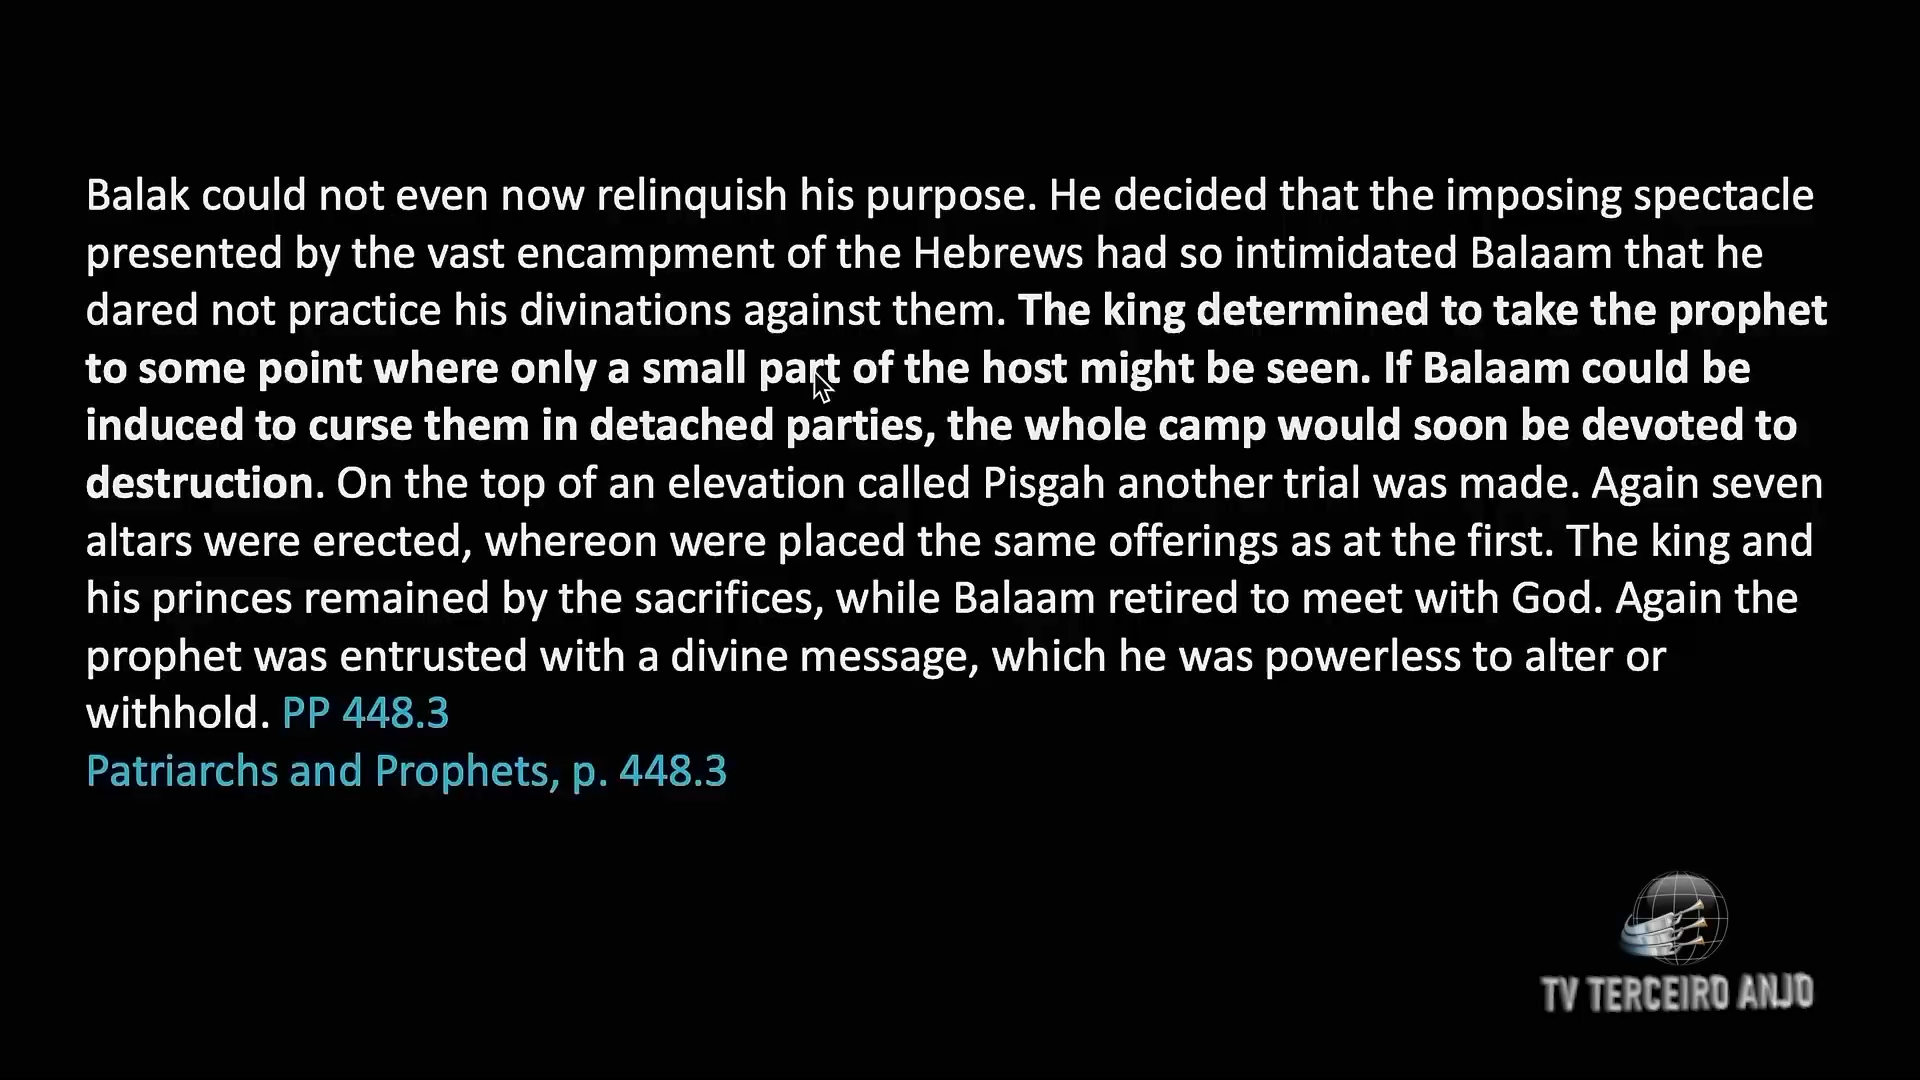 Balak could not even now relinquish his purpose. He decided that the imposing spectacle
presented by the vast encampment of the Hebrews had so intimidated Balaam that he
dared not practice his divinations against them. The king determined to take the prophet
to some point where only a small part of the host might be seen. If Balaam could be
induced to curse them in detached parties, the whole camp would soon be devoted to
destruction. On the top of an elevation called Pisgah another trial was made. Again seven
altars were erected, whereon were placed the same offerings as at the first. The king and
his princes remained by the sacrifices, while Balaam retired to meet with God. Again the
prophet was entrusted with a divine message, which he was powerless to alter or
withhold. PP 448.3
Patriarchs and Prophets, p. 448.3
TV TERCEIRO ANJO